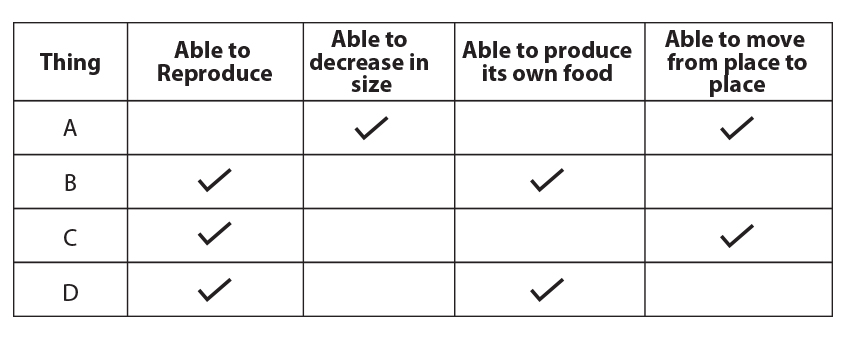 Thing
Able to
Reproduce
Able to
decrease in
size
Able to produce
its own food
Able to move
from place to
place
A
B
C
D